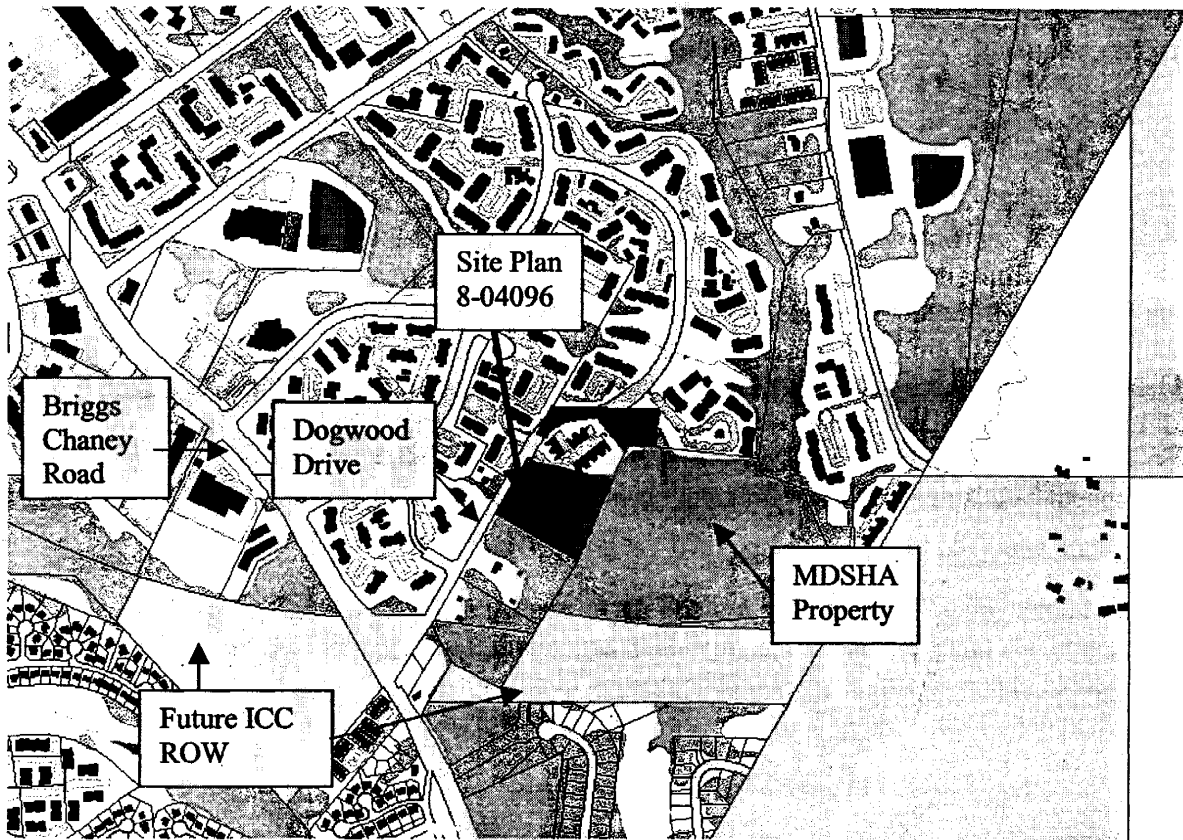 Site Plan
8-04096
Briggs
Chaney
Road
Dogwood
Drive
MDSHA
Property
Future ICC
ROW